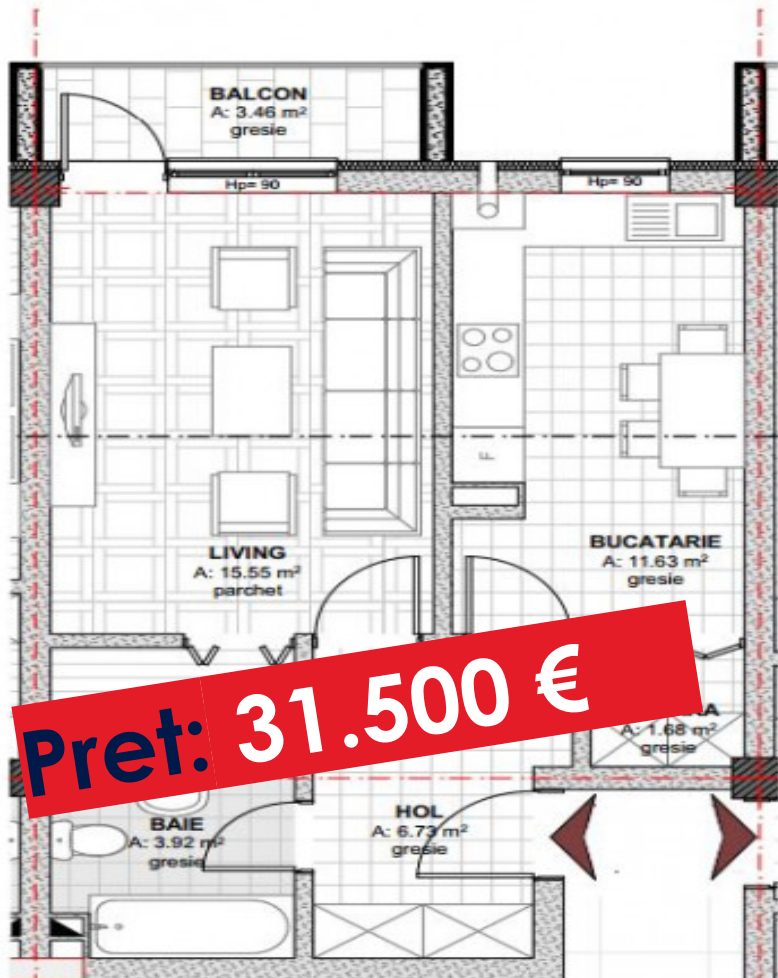 BALCON
A: 3.46 m²
gresie
Hp= 90
Hp= 90
F
LIVING
A: 15.55 m²
parchet
BUCATARIE
A: 11.63 m²
gresie
Pret: 31.500 €
A: 1.68 m²
gresie
BAIE
A: 3.92 m²
gresie
HOL
A: 6.73 m²
gresie